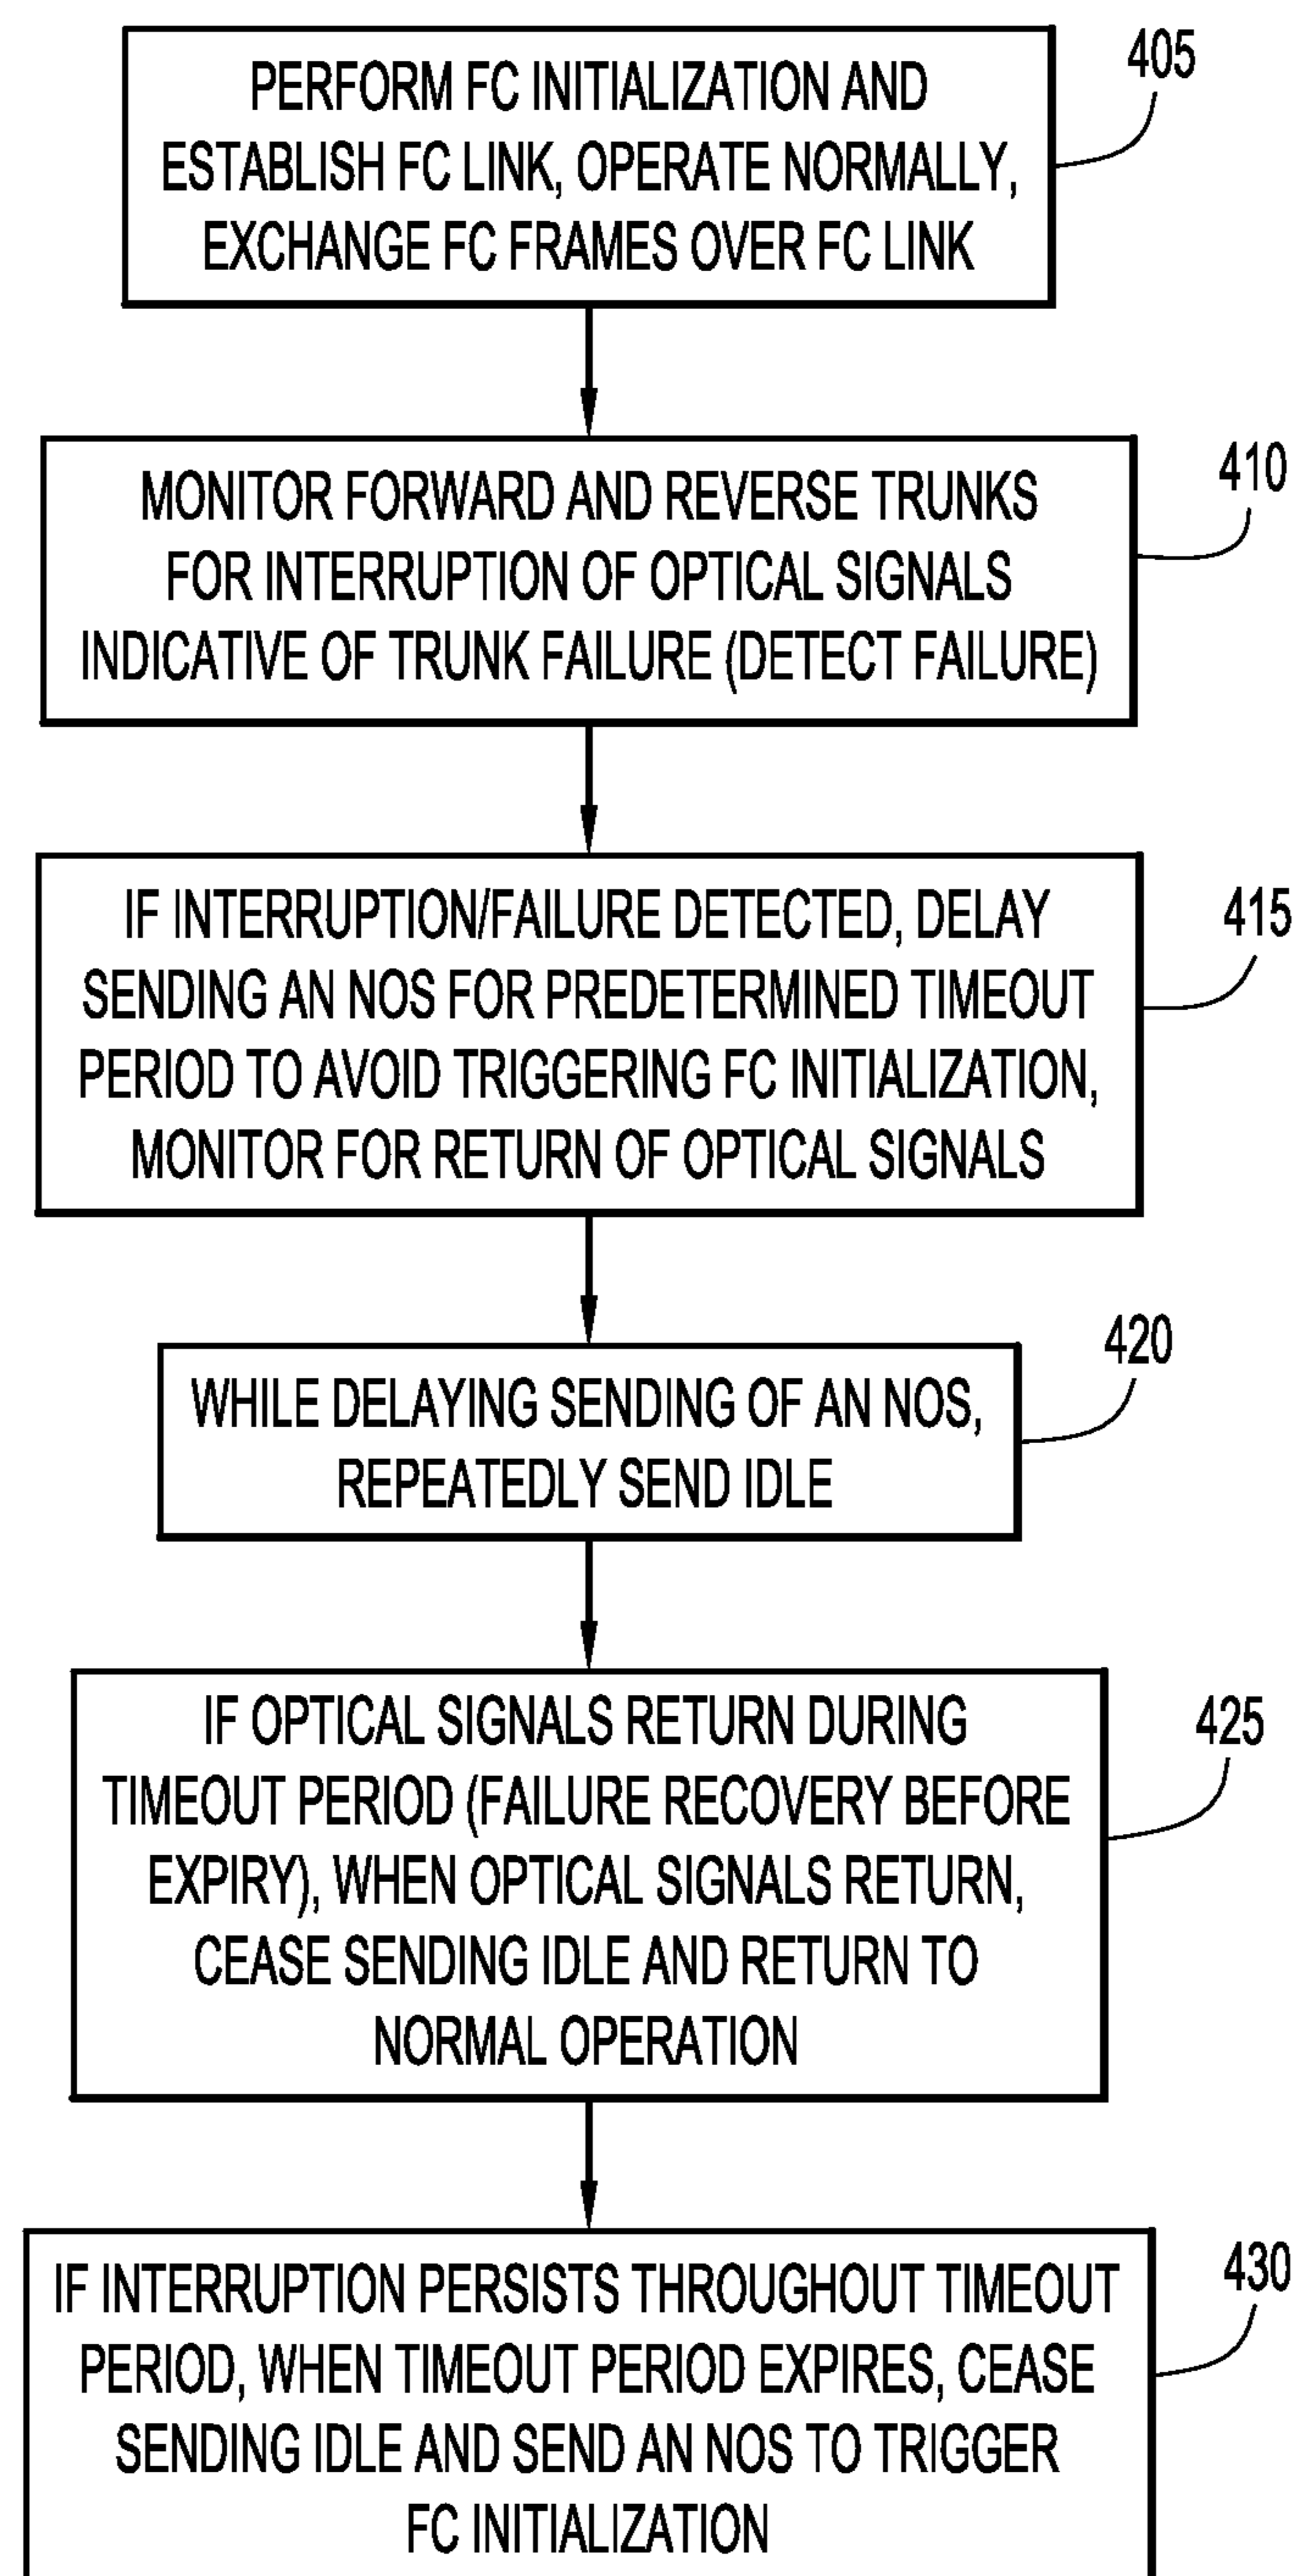 PERFORM FC INITIALIZATION AND
ESTABLISH FC LINK, OPERATE NORMALLY,
EXCHANGE FC FRAMES OVER FC LINK
405
MONITOR FORWARD AND REVERSE TRUNKS
FOR INTERRUPTION OF OPTICAL SIGNALS
INDICATIVE OF TRUNK FAILURE (DETECT FAILURE)
410
IF INTERRUPTION/FAILURE DETECTED, DELAY
SENDING AN NOS FOR PREDETERMINED TIMEOUT
PERIOD TO AVOID TRIGGERING FC INITIALIZATION,
MONITOR FOR RETURN OF OPTICAL SIGNALS
415
WHILE DELAYING SENDING OF AN NOS,
REPEATEDLY SEND IDLE
420
IF OPTICAL SIGNALS RETURN DURING
TIMEOUT PERIOD (FAILURE RECOVERY BEFORE
EXPIRY), WHEN OPTICAL SIGNALS RETURN,
CEASE SENDING IDLE AND RETURN TO
NORMAL OPERATION
425
IF INTERRUPTION PERSISTS THROUGHOUT TIMEOUT
PERIOD, WHEN TIMEOUT PERIOD EXPIRES, CEASE
SENDING IDLE AND SEND AN NOS TO TRIGGER
FC INITIALIZATION
430